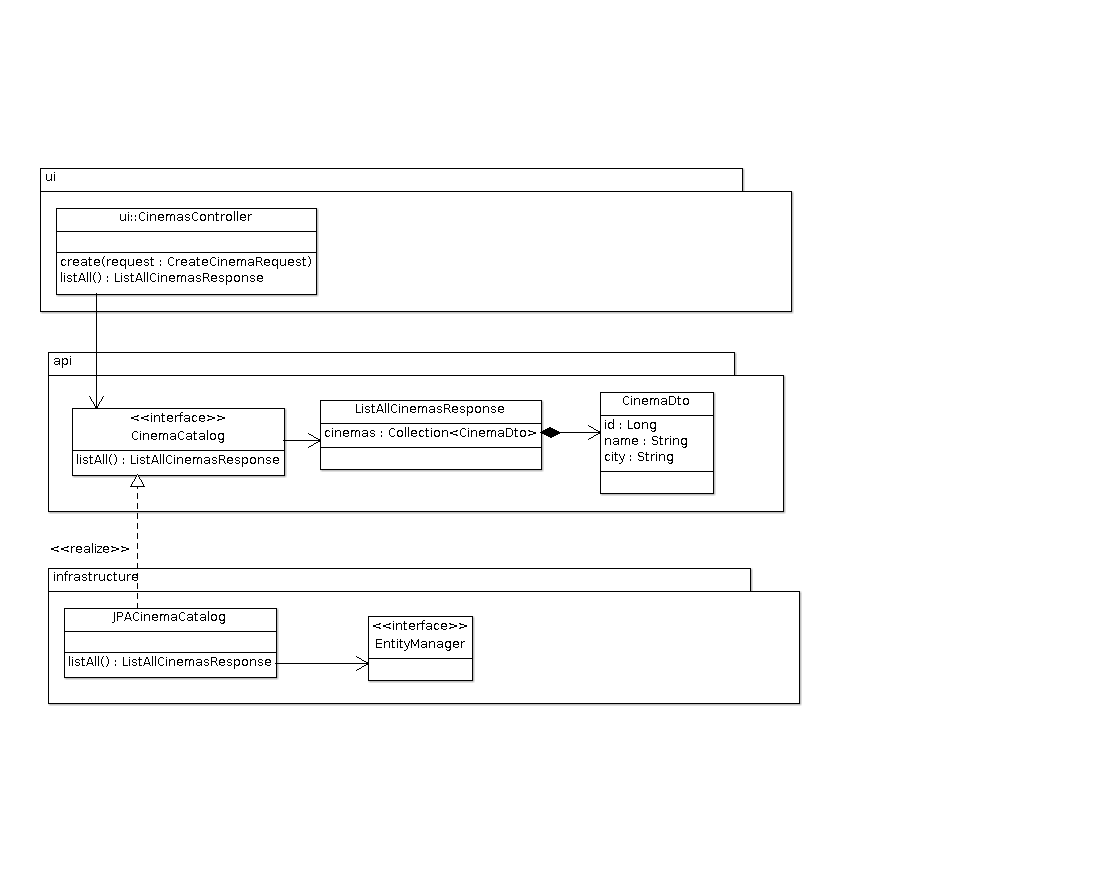 ui
ui::CinemasController
create(request : CreateCinemaRequest)
listAll() : ListAllCinemasResponse
api
<<interface>>
CinemaCatalog
listAll() : ListAllCinemasResponse
ListAllCinemasResponse
cinemas : Collection<CinemaDto>
CinemaDto
id : Long
name : String
city : String
<<realize>>
infrastructure
JPACinemaCatalog
listAll() : ListAllCinemasResponse
<<interface>>
EntityManager